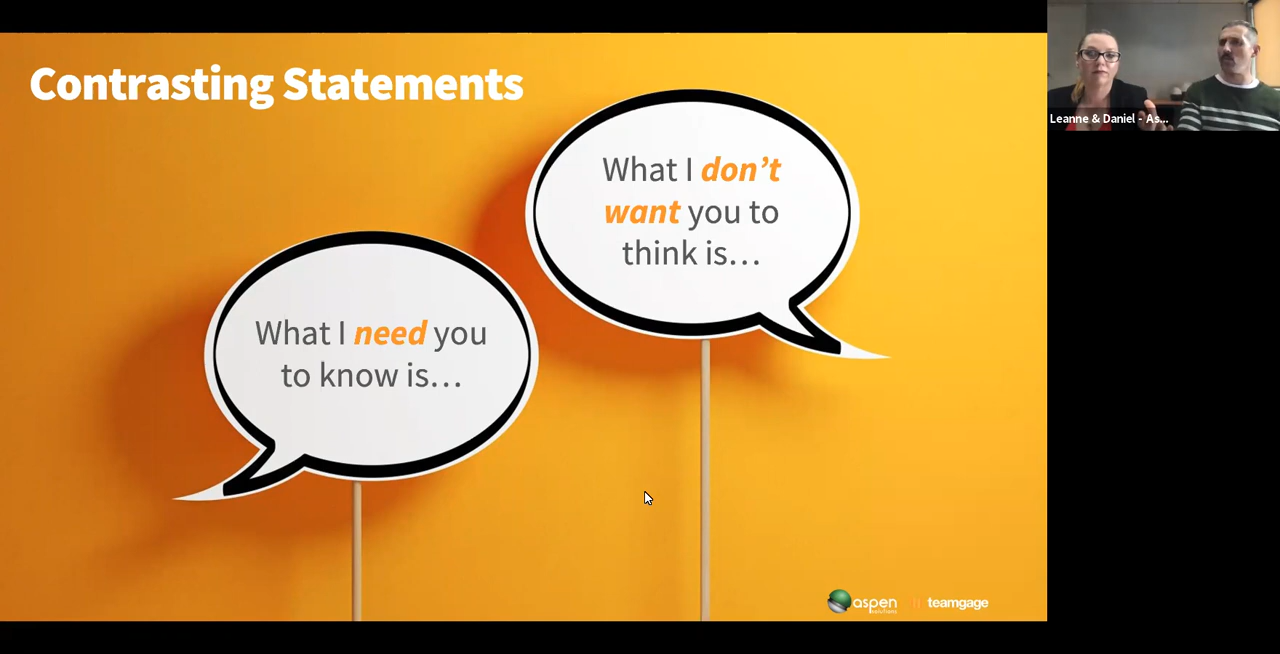 Contrasting Statements
What I don't
want you to
think is…
What I need you
to know is…
Leanne & Daniel - As...
aspen
solutions
teamgage